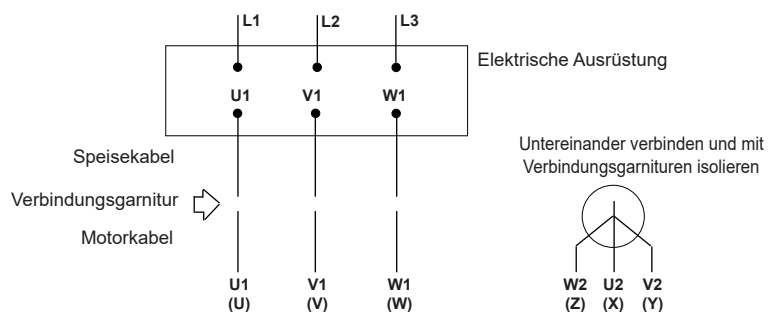 L1 L2 L3
Elektrische Ausrüstung
U1 V1 W1
Speisekabel
Untereinander verbinden und mit
Verbindungsgarnituren isolieren
Verbindungsgarnitur
Motorkabel
U1 V1 W1
(U) (V) (W)
W2 U2 V2
(Z) (X) (Y)